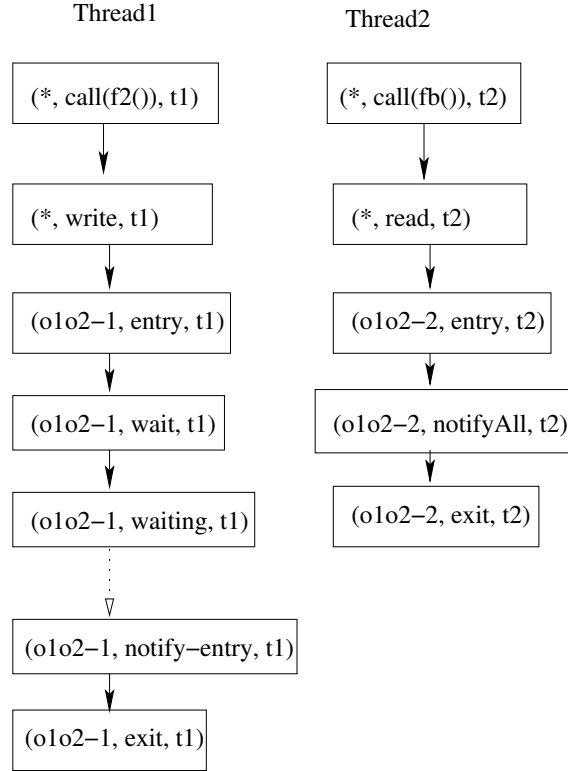 Thread1
Thread2
(*, call(f2()), t1)
(*, call(fb()), t2)
(*, write, t1)
(*, read, t2)
(o1o2−1, entry, t1)
(o1o2−2, entry, t2)
(o1o2−1, wait, t1)
(o1o2−2, notifyAll, t2)
(o1o2−1, waiting, t1)
(o1o2−2, exit, t2)
(o1o2−1, notify−entry, t1)
(o1o2−1, exit, t1)